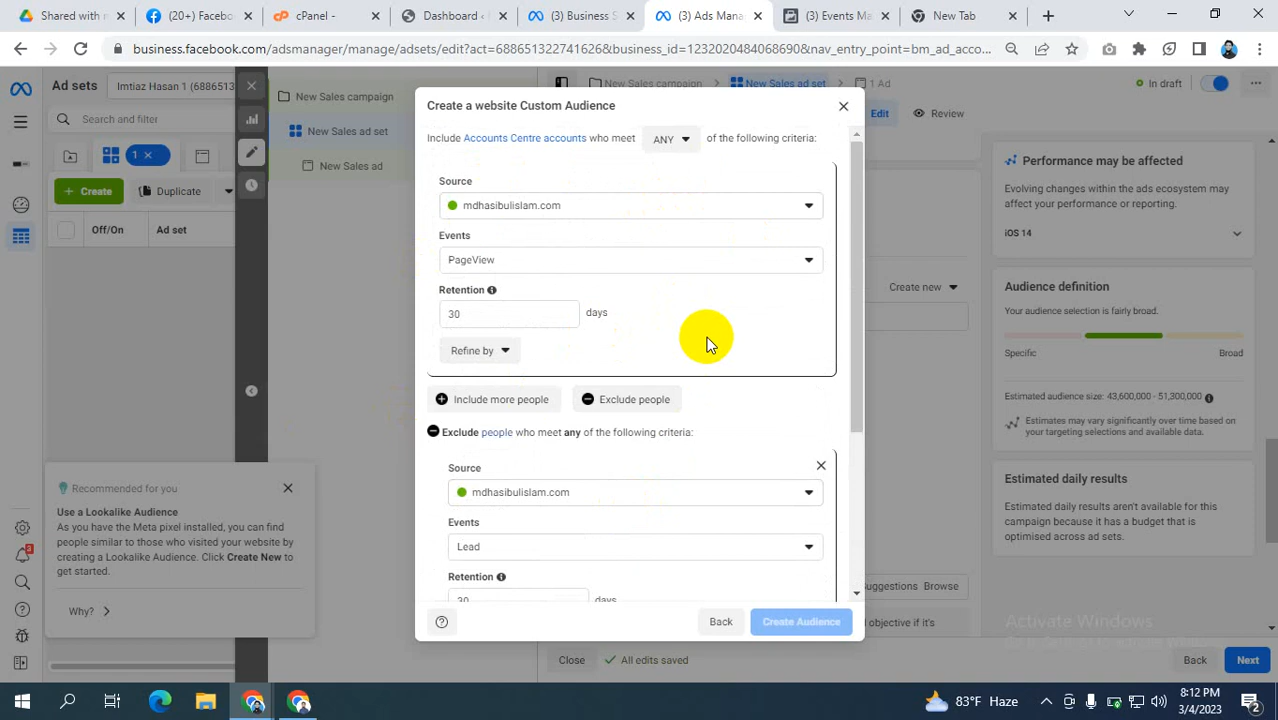 Shared with m
(20+) Faceboo
cPanel -
Dashboard ‹
(3) Business S
(3) Ads Mana
(3) Events M
New Tab
business.facebook.com/adsmanager/manage/adsets/edit?act=688651322741626&business_id=1232020484068690&nav_entry_point=bm_ad_acco...
Ad sets
Imtiaz Hasan 1 (6886513
Search and filter
1
Create
Duplicate
Off/On
Ad set
New Sales campaign
New Sales ad set
New Sales ad
New Sales campaign
New Sales ad set
1 Ad
In draft
Edit
Review
Create a website Custom Audience
Include Accounts Centre accounts who meet ANY of the following criteria:
Source
mdhasibulislam.com
Events
PageView
Retention
30 days
Refine by
Include more people
Exclude people
Exclude people who meet any of the following criteria:
Source
mdhasibulislam.com
Events
Lead
Retention
30 days
Back
Create Audience
Create new
Performance may be affected
Evolving changes within the ads ecosystem may
affect your performance or reporting.
iOS 14
Audience definition
Your audience selection is fairly broad.
Specific
Broad
Estimated audience size: 43,600,000 - 51,300,000
Estimates may vary significantly over time based on
your targeting selections and available data.
Estimated daily results
Estimated daily results aren't available for this
campaign because it has a budget that is
optimised across ad sets.
uggestions Browse
d objective if it's
Recommended for you
Use a Lookalike Audience
As you have the Meta pixel installed, you can find
people similar to those who visited your website by
creating a Lookalike Audience. Click Create New to
get started.
Why?
Activate Windows
Close
All edits saved
Back
Next
83°F Haze
8:12 PM
3/4/2023
2